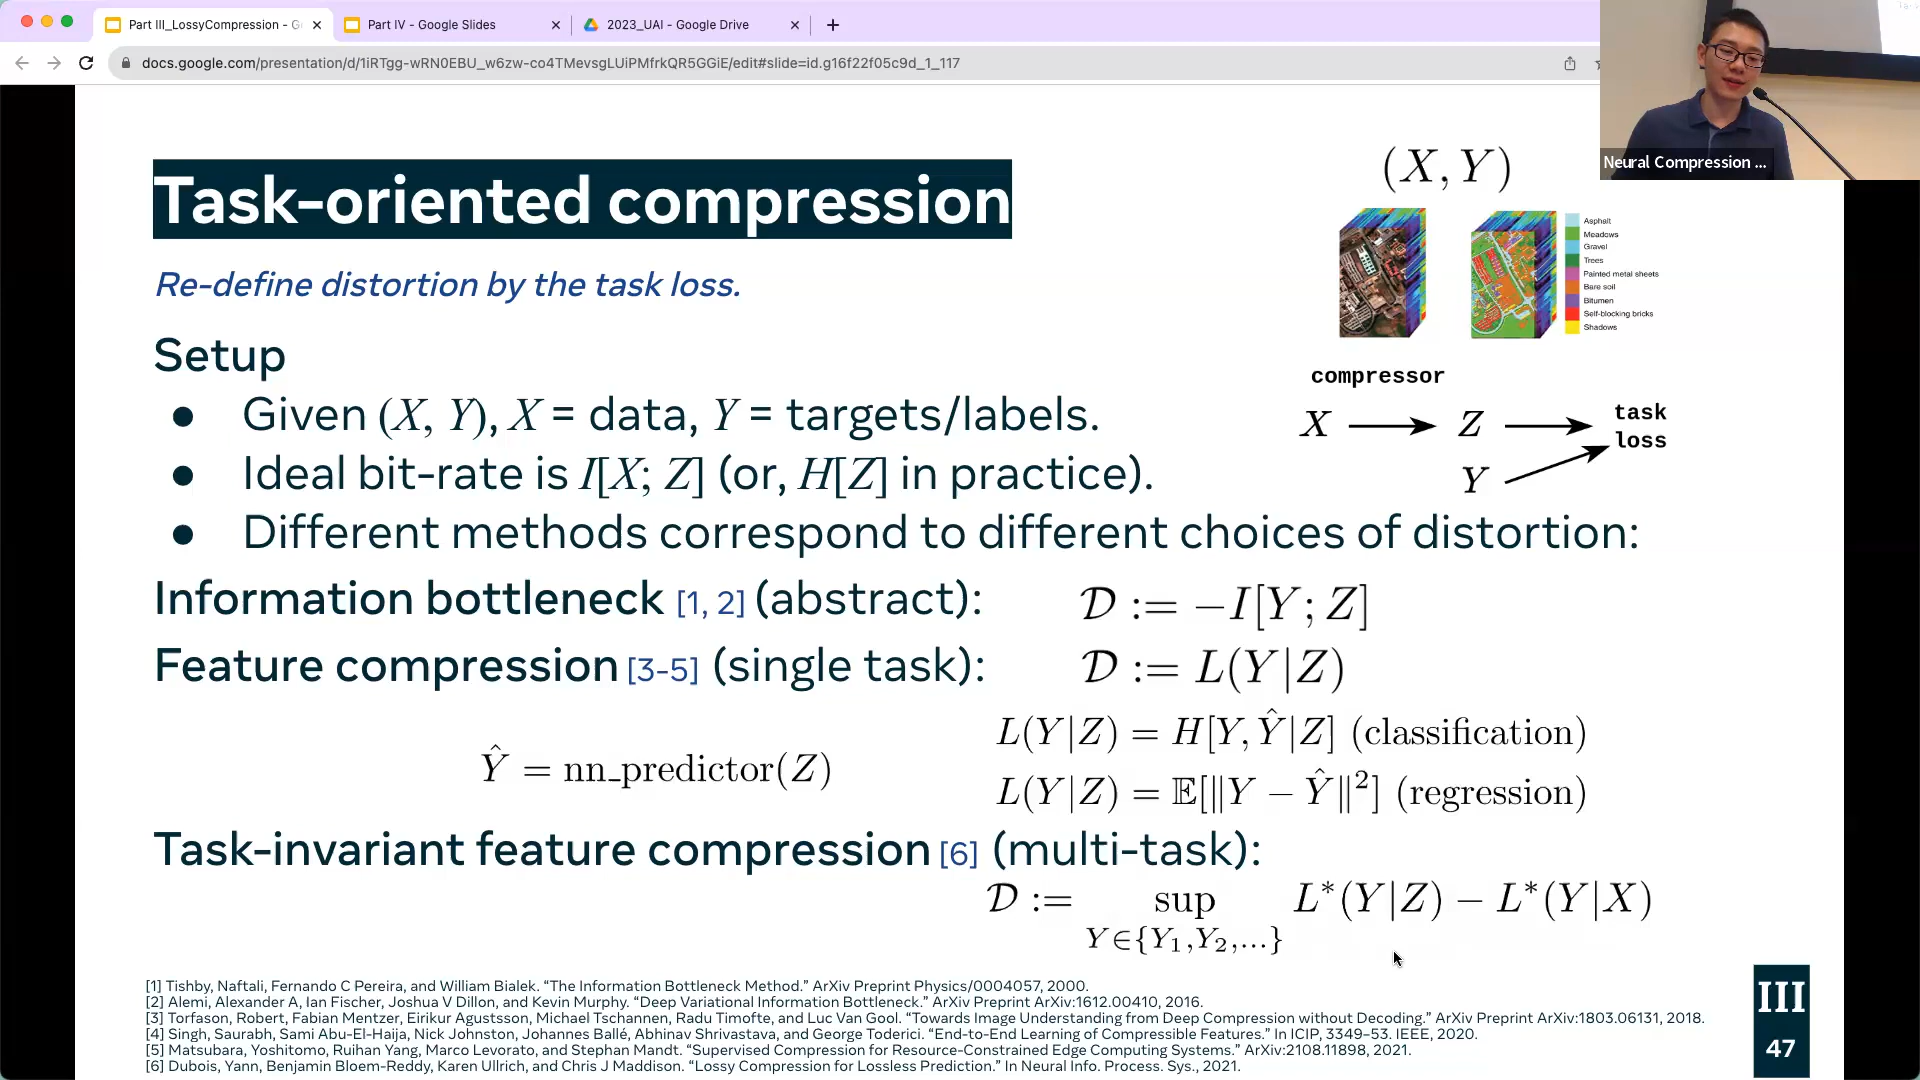 Part III_LossyCompression - G
Part IV - Google Slides
2023_UAI - Google Drive
docs.google.com/presentation/d/1iRTgg-wRN0EBU_w6zw-co4TMevsgLUiPMfrkQR5GGiE/edit#slide=id.g16f22f05c9d_1_117
Neural Compression ...
Task-oriented compression
Re-define distortion by the task loss.
(X, Y)
Asphalt
Meadows
Gravel
Trees
Painted metal sheets
Bare soil
Bitumen
Self-blocking bricks
Shadows
compressor
X Z task loss
Y
Setup
● Given (X, Y), X = data, Y = targets/labels.
● Ideal bit-rate is I[X; Z] (or, H[Z] in practice).
● Different methods correspond to different choices of distortion:
Information bottleneck [1, 2] (abstract): 𝒟 := −I[Y; Z]
Feature compression [3-5] (single task): 𝒟 := L(Y|Z)
L(Y|Z) = H[Y, Ŷ|Z] (classification)
Ŷ = nn_predictor(Z)
L(Y|Z) = 𝔼[‖Y − Ŷ‖²] (regression)
Task-invariant feature compression [6] (multi-task):
𝒟 := sup L*(Y|Z) − L*(Y|X)
Y∈{Y₁,Y₂,...}
[1] Tishby, Naftali, Fernando C Pereira, and William Bialek. “The Information Bottleneck Method.” ArXiv Preprint Physics/0004057, 2000.
[2] Alemi, Alexander A, Ian Fischer, Joshua V Dillon, and Kevin Murphy. “Deep Variational Information Bottleneck.” ArXiv Preprint ArXiv:1612.00410, 2016.
[3] Torfason, Robert, Fabian Mentzer, Eirikur Agustsson, Michael Tschannen, Radu Timofte, and Luc Van Gool. “Towards Image Understanding from Deep Compression without Decoding.” ArXiv Preprint ArXiv:1803.06131, 2018.
[4] Singh, Saurabh, Sami Abu-El-Haija, Nick Johnston, Johannes Ballé, Abhinav Shrivastava, and George Toderici. “End-to-End Learning of Compressible Features.” In ICIP, 3349–53. IEEE, 2020.
[5] Matsubara, Yoshitomo, Ruihan Yang, Marco Levorato, and Stephan Mandt. “Supervised Compression for Resource-Constrained Edge Computing Systems.” ArXiv:2108.11898, 2021.
[6] Dubois, Yann, Benjamin Bloem-Reddy, Karen Ullrich, and Chris J Maddison. “Lossy Compression for Lossless Prediction.” In Neural Info. Process. Sys., 2021.
III
47